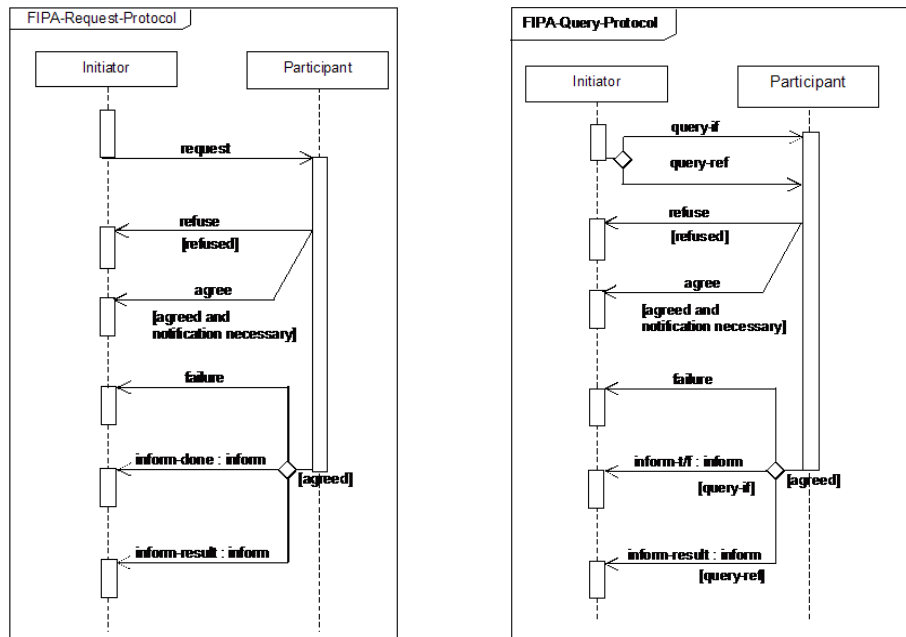 FIPA-Request-Protocol
Initiator
Participant
request
refuse
[refused]
agree
[agreed and
notification necessary]
failure
inform-done : inform
[agreed]
inform-result : inform
FIPA-Query-Protocol
Initiator
Participant
query-if
query-ref
refuse
[refused]
agree
[agreed and
notification necessary]
failure
inform-t/f : inform
[query-if]
[agreed]
inform-result : inform
[query-ref]